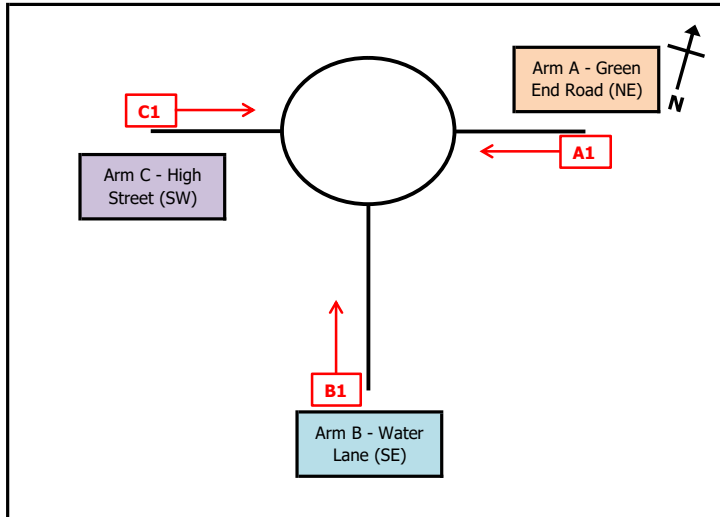 Arm A - Green
End Road (NE)
N
C1
A1
Arm C - High
Street (SW)
B1
Arm B - Water
Lane (SE)